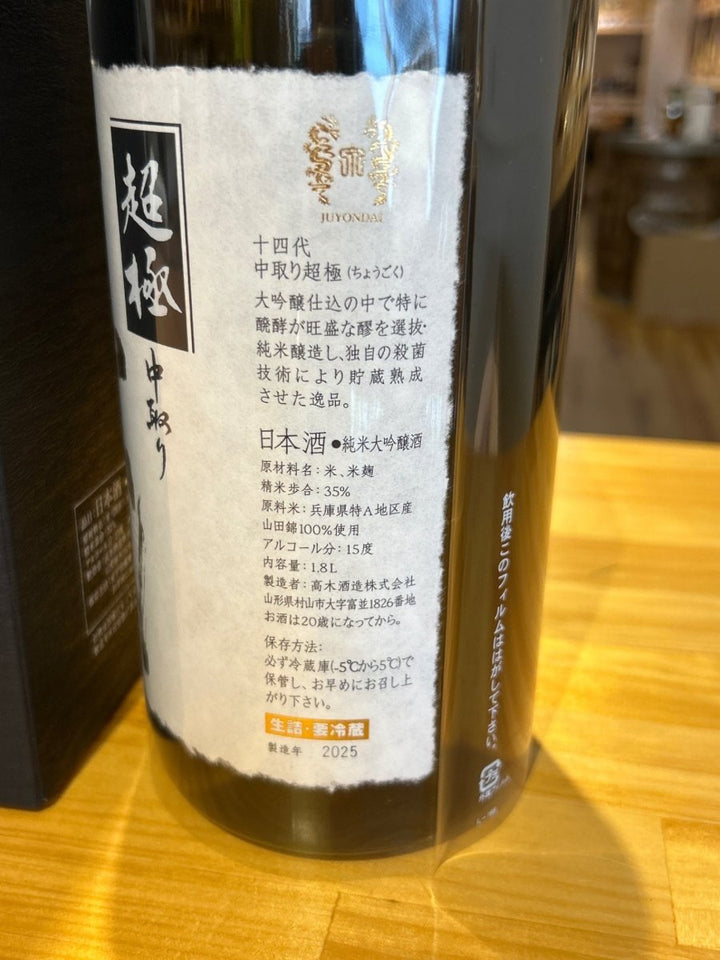 超極
中取り
JUYONDAI
十四代
中取り超極(ちょうごく)
大吟醸仕込の中で特に
醗酵が旺盛な醪を選抜・
純米醸造し、独自の殺菌
技術により貯蔵熟成
させた逸品。
日本酒●純米大吟醸酒
原材料名:米、米麹
精米歩合:35%
原料米:兵庫県特A地区産
山田錦100%使用
アルコール分:15度
内容量:1.8L
製造者:高木酒造株式会社
山形県村山市大字富並1826番地
お酒は20歳になってから。
保存方法:
必ず冷蔵庫(-5℃から5℃)で
保管し、お早めにお召し上
がり下さい。
生詰・要冷蔵
製造年 2025
飲用後このフィルムははがして下さい。